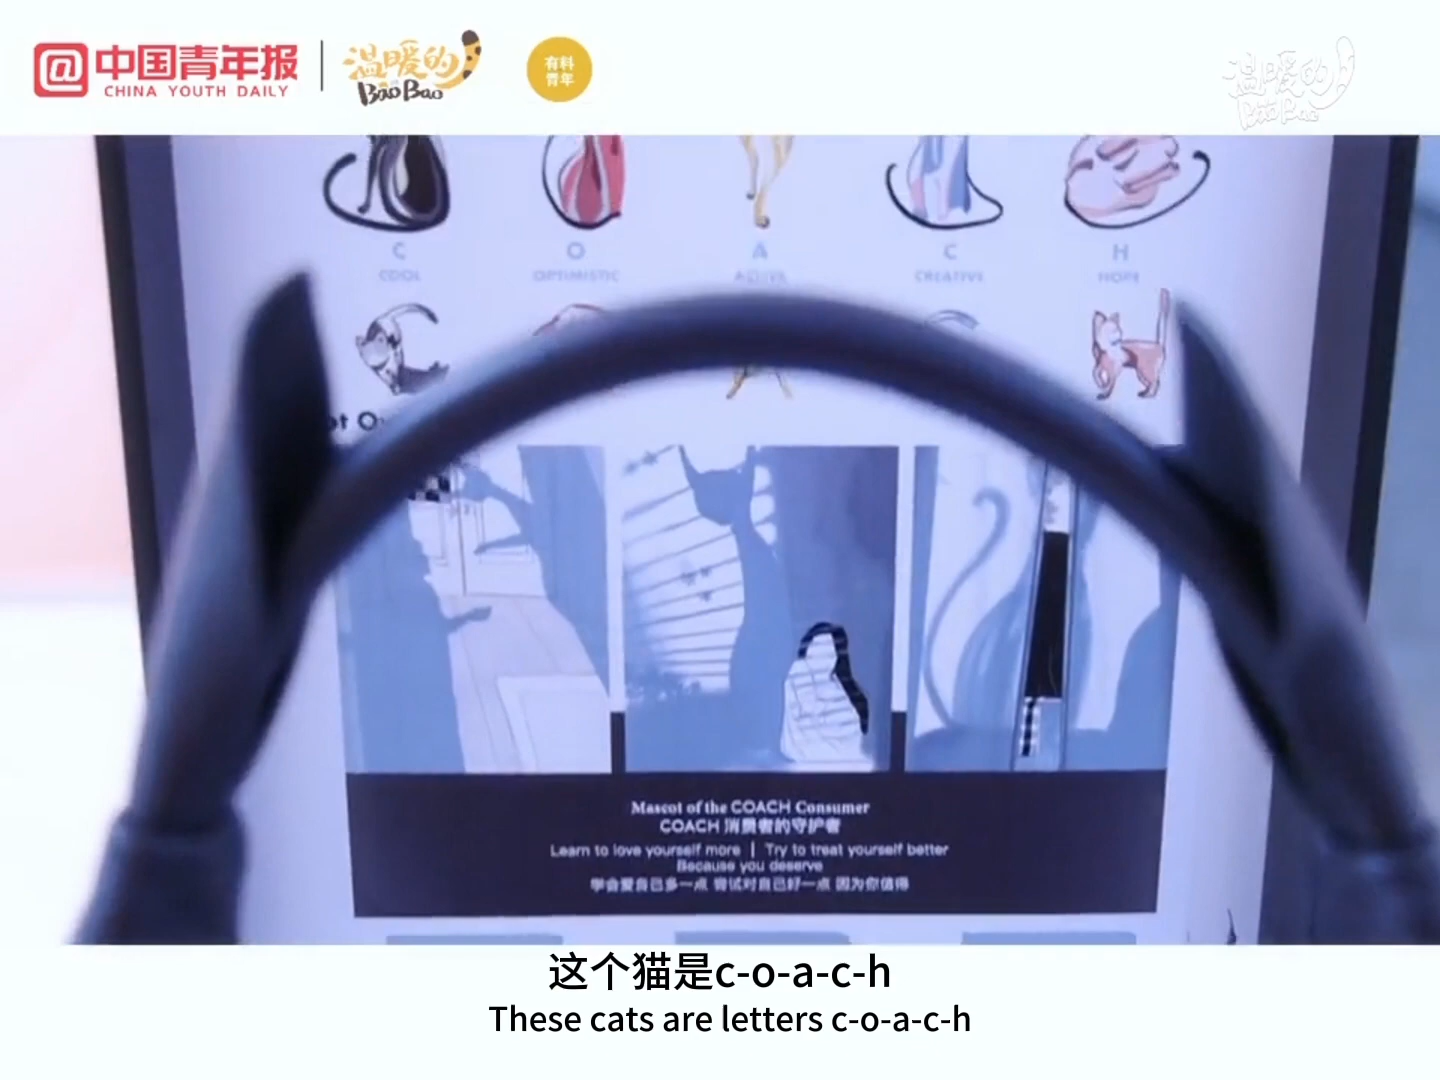 @中国青年报
CHINA YOUTH DAILY
温暖的
BaoBao
有料
青年
温暖的
BaoBao
C O A C H
COOL OPTIMISTIC ACTIVE CREATIVE HOPE
Mascot of the COACH Consumer
COACH 消费者的守护者
Learn to love yourself more | Try to treat yourself better
Because you deserve
学会爱自己多一点 尝试对自己好一点 因为你值得
这个猫是c-o-a-c-h
These cats are letters c-o-a-c-h